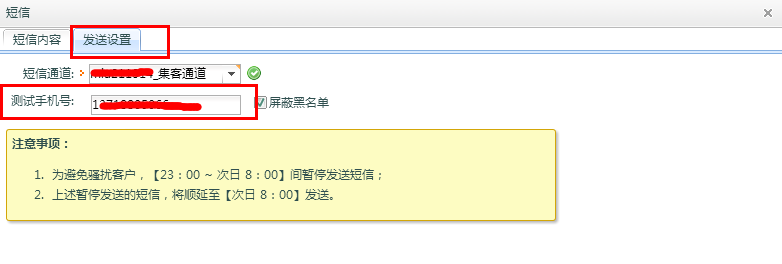 短信
短信内容 发送设置
短信通道: _集客通道
测试手机号: 屏蔽黑名单
注意事项：
1. 为避免骚扰客户，【23：00 ~ 次日 8：00】间暂停发送短信；
2. 上述暂停发送的短信，将顺延至【次日 8：00】发送。